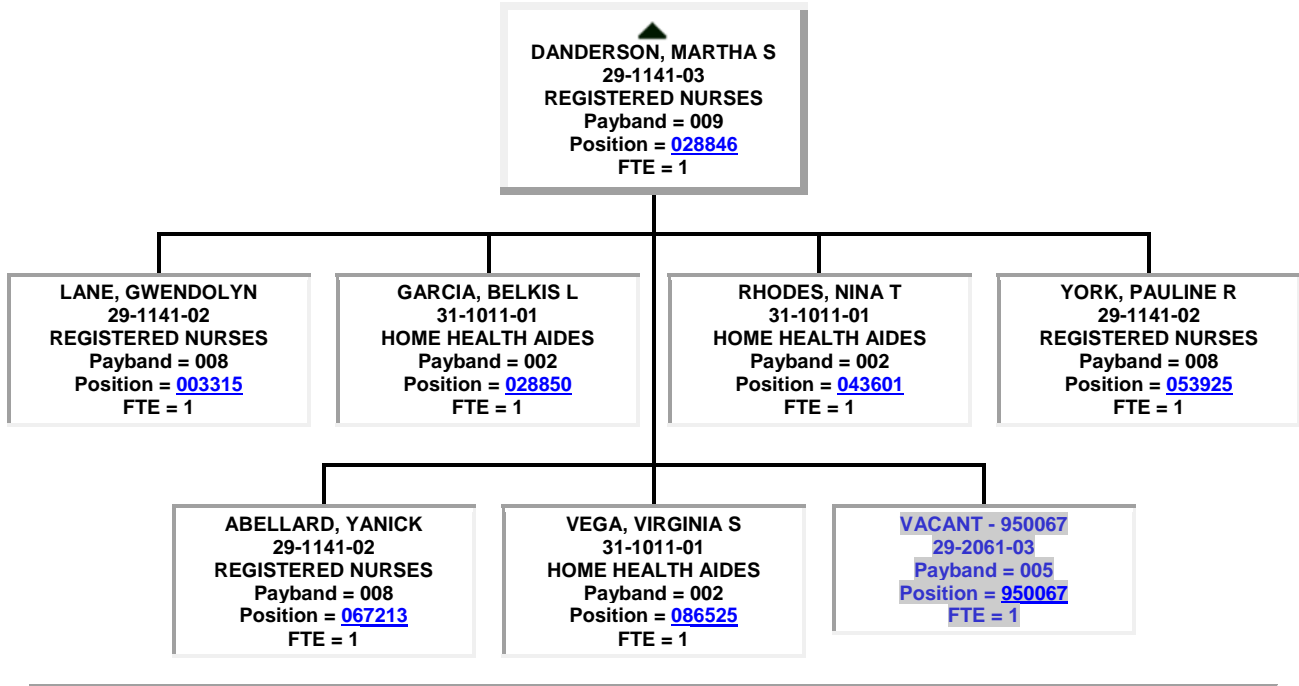 DANDERSON, MARTHA S
29-1141-03
REGISTERED NURSES
Payband = 009
Position = 028846
FTE = 1
LANE, GWENDOLYN
29-1141-02
REGISTERED NURSES
Payband = 008
Position = 003315
FTE = 1
GARCIA, BELKIS L
31-1011-01
HOME HEALTH AIDES
Payband = 002
Position = 028850
FTE = 1
RHODES, NINA T
31-1011-01
HOME HEALTH AIDES
Payband = 002
Position = 043601
FTE = 1
YORK, PAULINE R
29-1141-02
REGISTERED NURSES
Payband = 008
Position = 053925
FTE = 1
ABELLARD, YANICK
29-1141-02
REGISTERED NURSES
Payband = 008
Position = 067213
FTE = 1
VEGA, VIRGINIA S
31-1011-01
HOME HEALTH AIDES
Payband = 002
Position = 086525
FTE = 1
VACANT - 950067
29-2061-03
Payband = 005
Position = 950067
FTE = 1